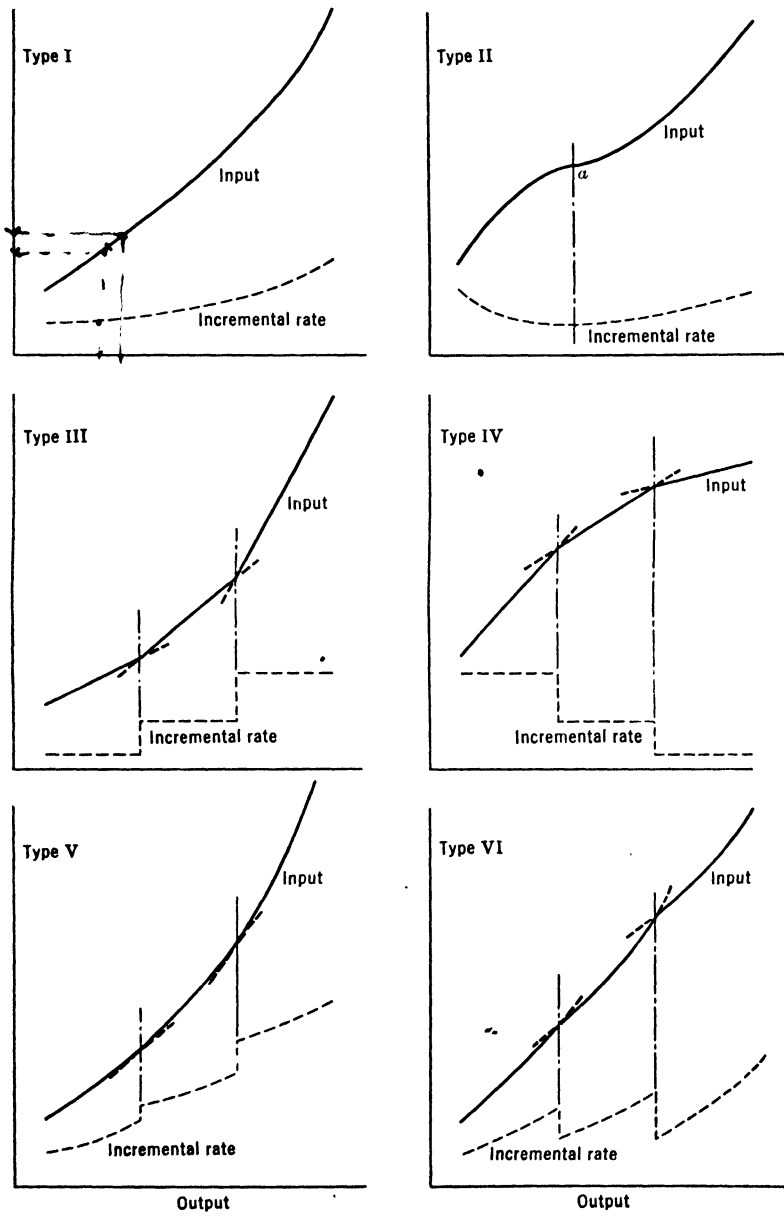 Type I
Input
Incremental rate
Type II
Input
a
Incremental rate
Type III
Input
Incremental rate
Type IV
Input
Incremental rate
Type V
Input
Incremental rate
Output
Type VI
Input
Incremental rate
Output